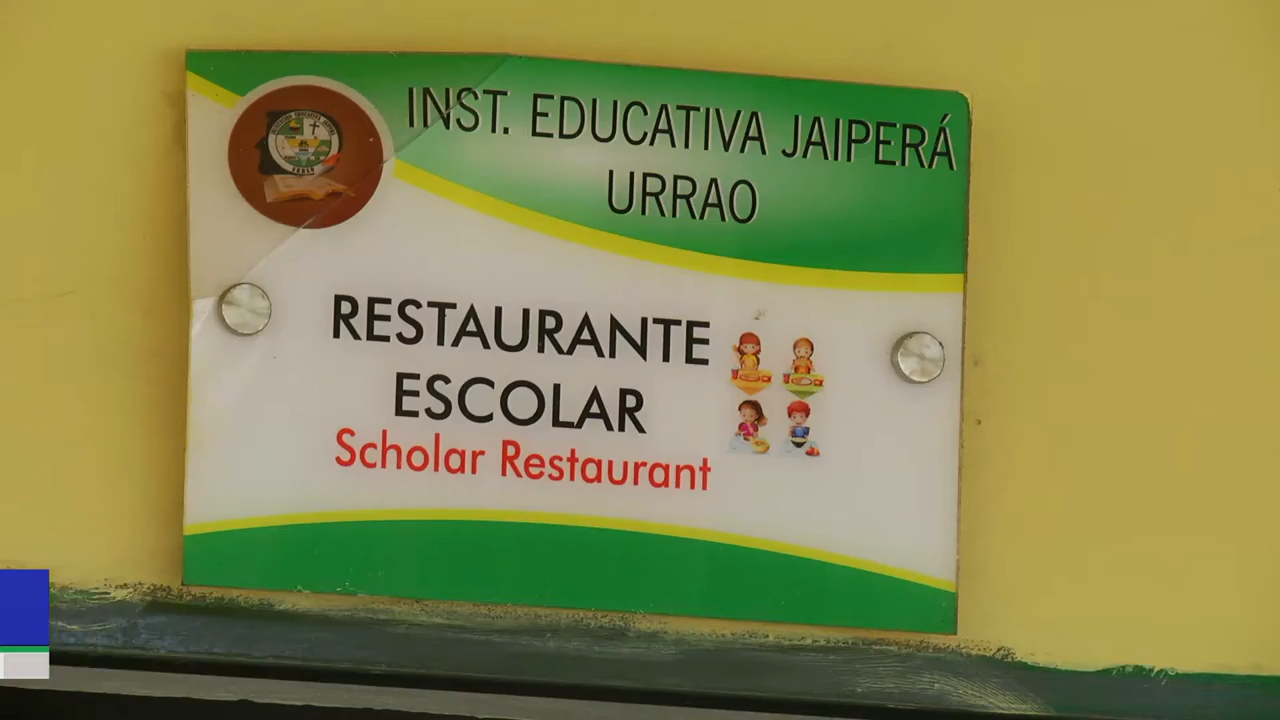 INST. EDUCATIVA JAIPERÁ
URRAO
RESTAURANTE
ESCOLAR
Scholar Restaurant